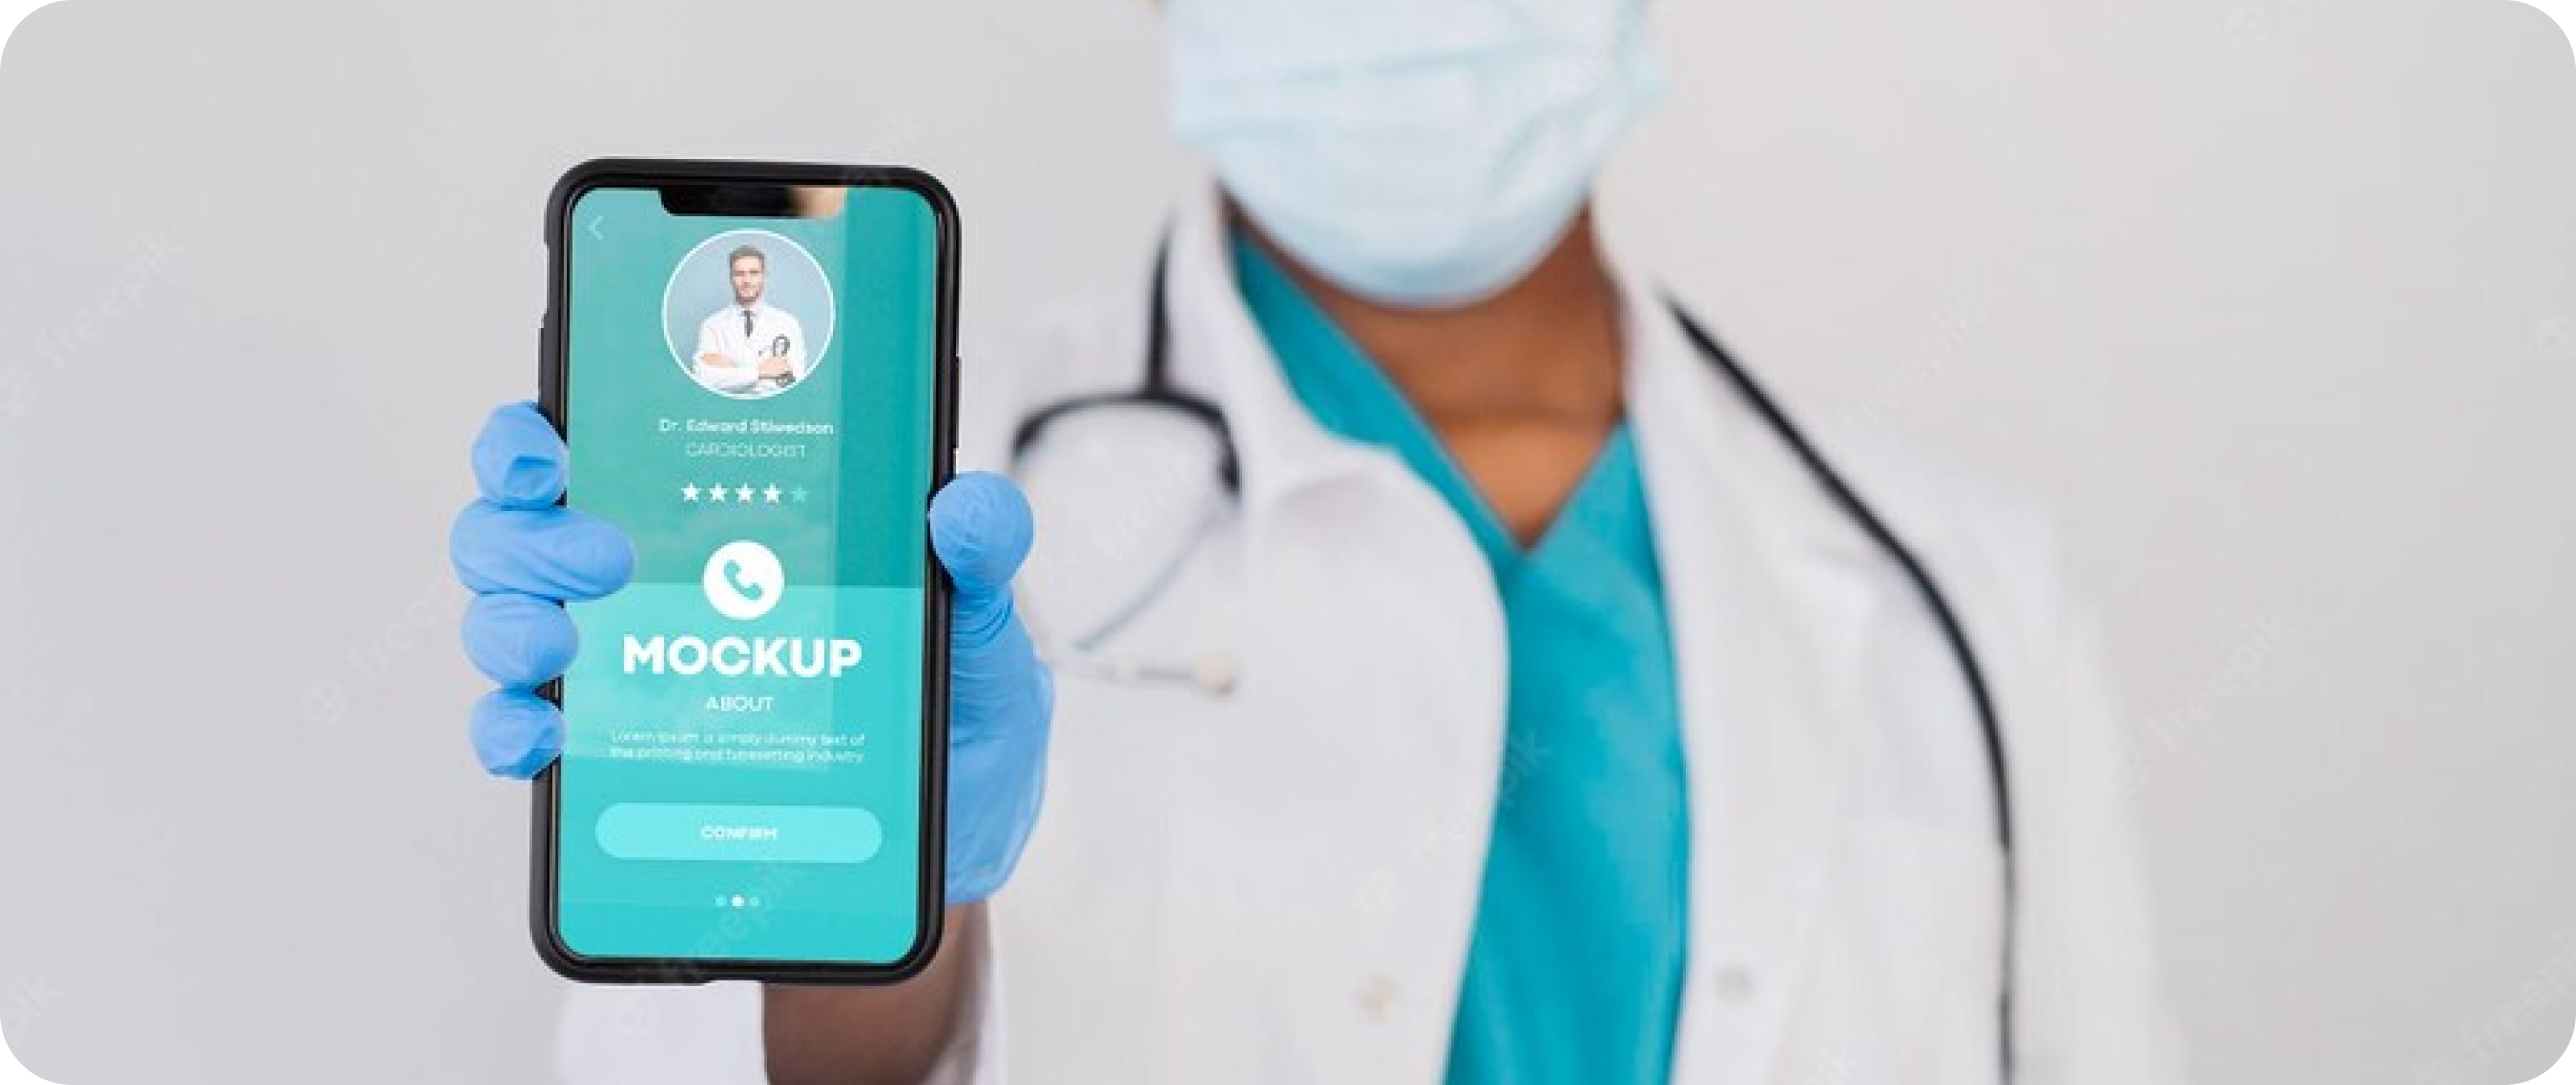 Dr. Edward Stiwedson
CARDIOLOGIST
MOCKUP
ABOUT
Lorem Ipsum is simply dummy text of
the printing and typesetting industry.
CONFIRM
freepik